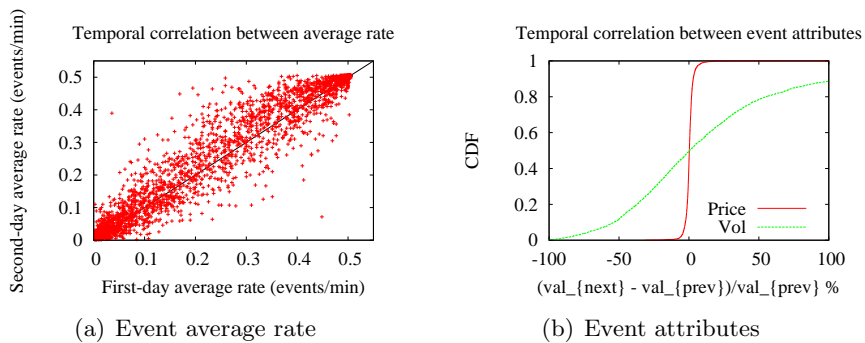 Temporal correlation between average rate
Second-day average rate (events/min)
0.5
0.4
0.3
0.2
0.1
0
0 0.1 0.2 0.3 0.4 0.5
First-day average rate (events/min)
(a) Event average rate
Temporal correlation between event attributes
CDF
1
0.8
0.6
0.4
0.2
0
Price
Vol
-100 -50 0 50 100
(val_{next} - val_{prev})/val_{prev} %
(b) Event attributes